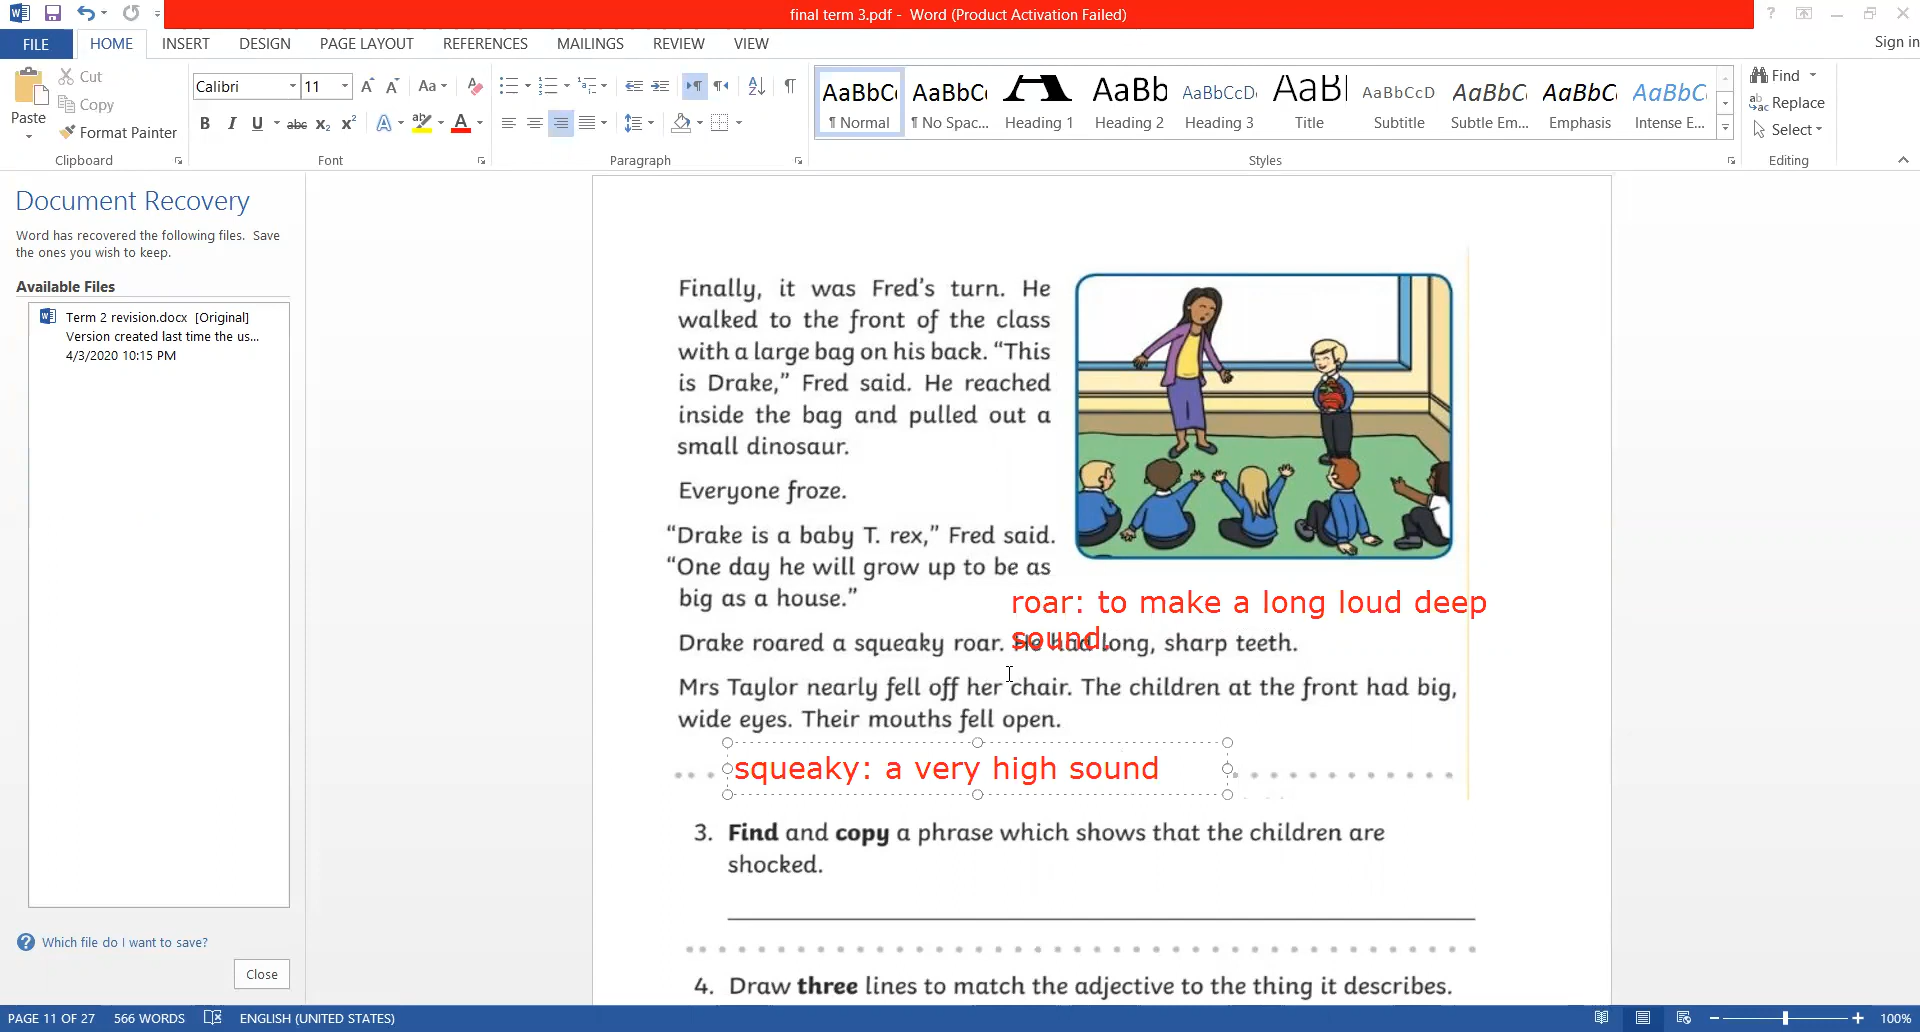 final term 3.pdf - Word (Product Activation Failed)
FILE HOME INSERT DESIGN PAGE LAYOUT REFERENCES MAILINGS REVIEW VIEW
Sign in
Paste
Cut
Copy
Format Painter
Clipboard
Calibri 11
Font
Paragraph
AaBbCc AaBbCc AaBb AaBbCcD AaBl AaBbCcD AaBbC AaBbC AaBbC
¶ Normal ¶ No Spac... Heading 1 Heading 2 Heading 3 Title Subtitle Subtle Em... Emphasis Intense E...
Styles
Find
Replace
Select
Editing
Document Recovery
Word has recovered the following files. Save
the ones you wish to keep.
Available Files
Term 2 revision.docx [Original]
Version created last time the us...
4/3/2020 10:15 PM
Which file do I want to save?
Close
Finally, it was Fred's turn. He
walked to the front of the class
with a large bag on his back. “This
is Drake,” Fred said. He reached
inside the bag and pulled out a
small dinosaur.
Everyone froze.
“Drake is a baby T. rex,” Fred said.
“One day he will grow up to be as
big as a house.”
roar: to make a long loud deep
sound.
Drake roared a squeaky roar. He had long, sharp teeth.
Mrs Taylor nearly fell off her chair. The children at the front had big,
wide eyes. Their mouths fell open.
squeaky: a very high sound
3. Find and copy a phrase which shows that the children are
shocked.
4. Draw three lines to match the adjective to the thing it describes.
PAGE 11 OF 27 566 WORDS ENGLISH (UNITED STATES)
100%